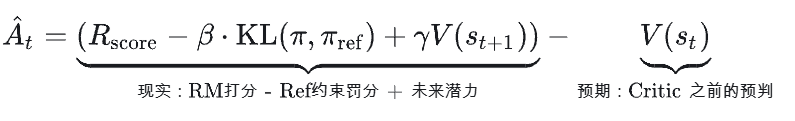 Â_t = (R_score − β · KL(π, π_ref) + γV(s_{t+1})) − V(s_t)
现实：RM打分 - Ref约束罚分 + 未来潜力 预期：Critic 之前的预判